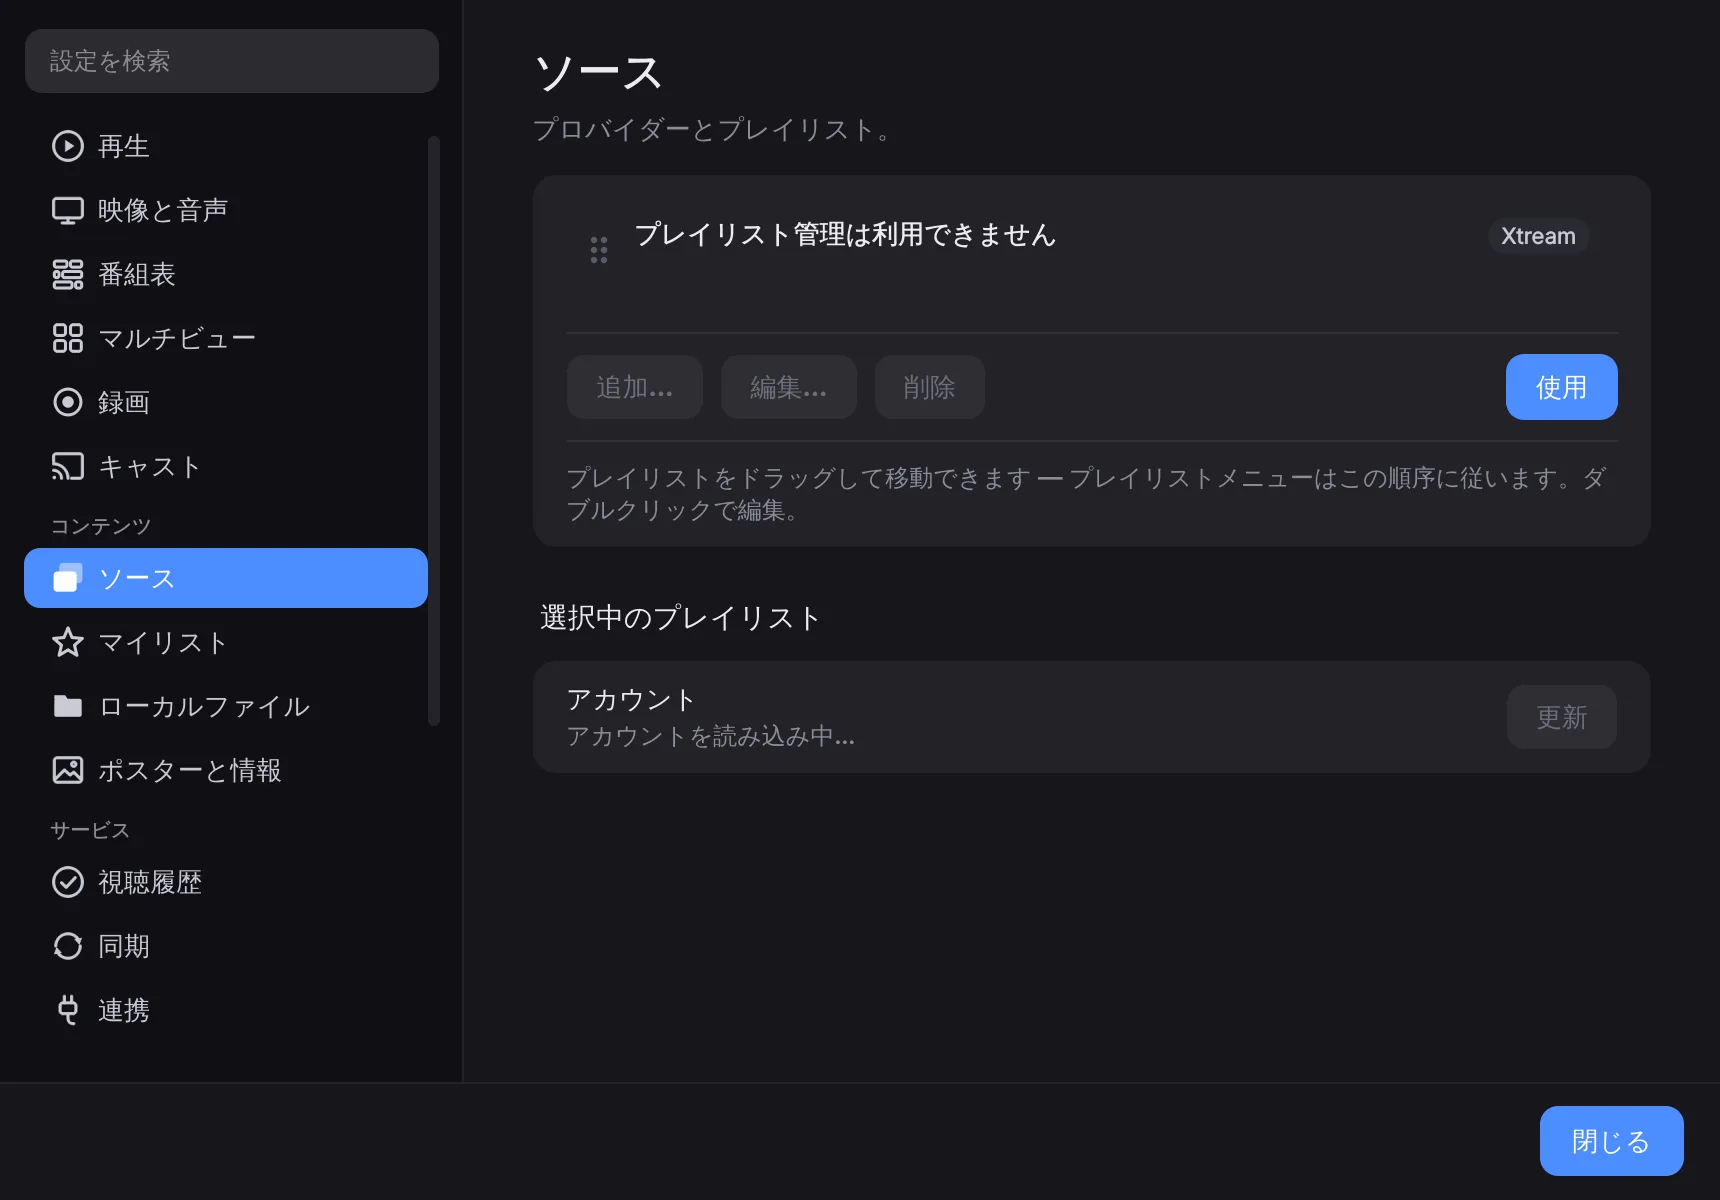 設定を検索
再生
映像と音声
番組表
マルチビュー
録画
キャスト
コンテンツ
ソース
マイリスト
ローカルファイル
ポスターと情報
サービス
視聴履歴
同期
連携
ソース
プロバイダーとプレイリスト。
プレイリスト管理は利用できません
Xtream
追加...
編集...
削除
使用
プレイリストをドラッグして移動できます — プレイリストメニューはこの順序に従います。ダ
ブルクリックで編集。
選択中のプレイリスト
アカウント
アカウントを読み込み中...
更新
閉じる